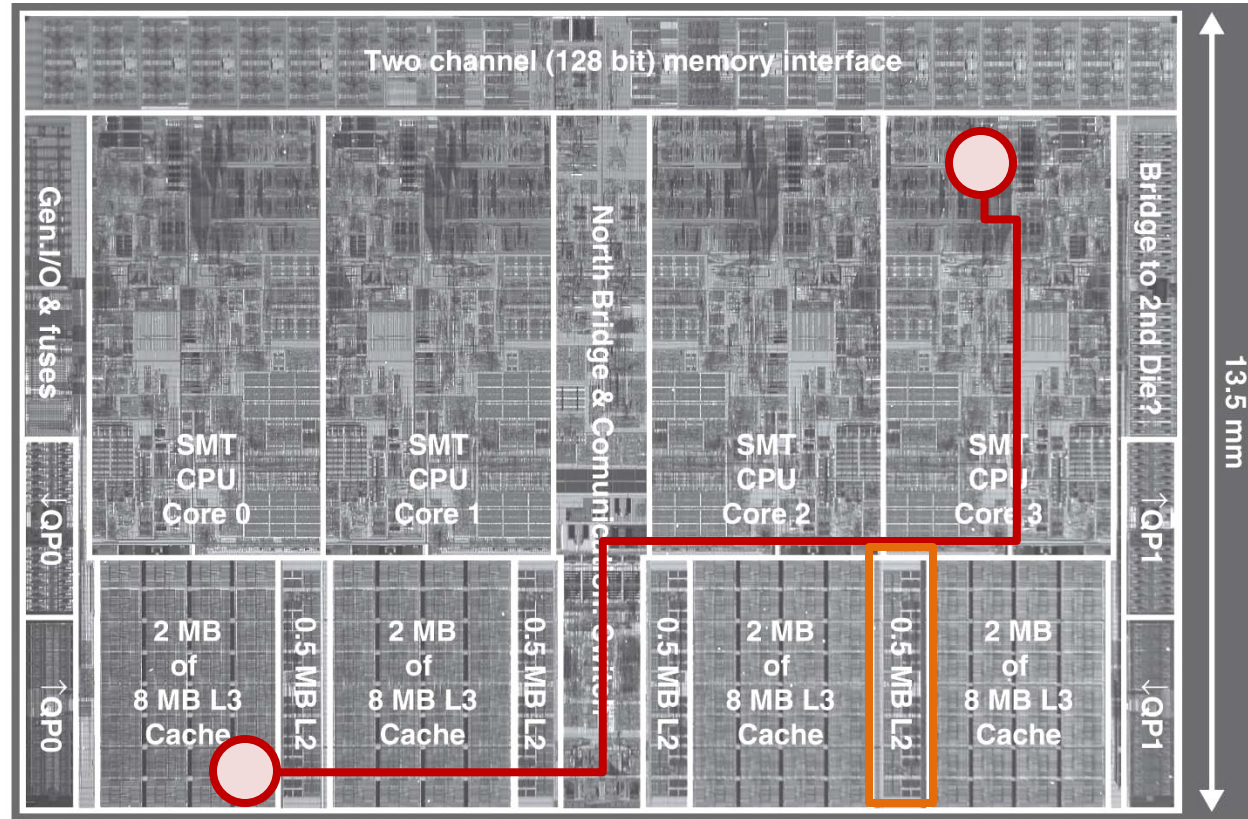 Two channel (128 bit) memory interface
Gen.I/O & fuses
↓QP0
↑QP0
SMT
CPU
Core 0
SMT
CPU
Core 1
SMT
CPU
Core 2
SMT
CPU
Core 3
Bridge to 2nd Die?
↑QP1
↓QP1
13.5 mm
2 MB
of
8 MB L3
Cache
0.5 MB L2
2 MB
of
8 MB L3
Cache
0.5 MB L2
North Bridge &
0.5 MB L2
2 MB
of
8 MB L3
Cache
0.5 MB L2
2 MB
of
8 MB L3
Cache